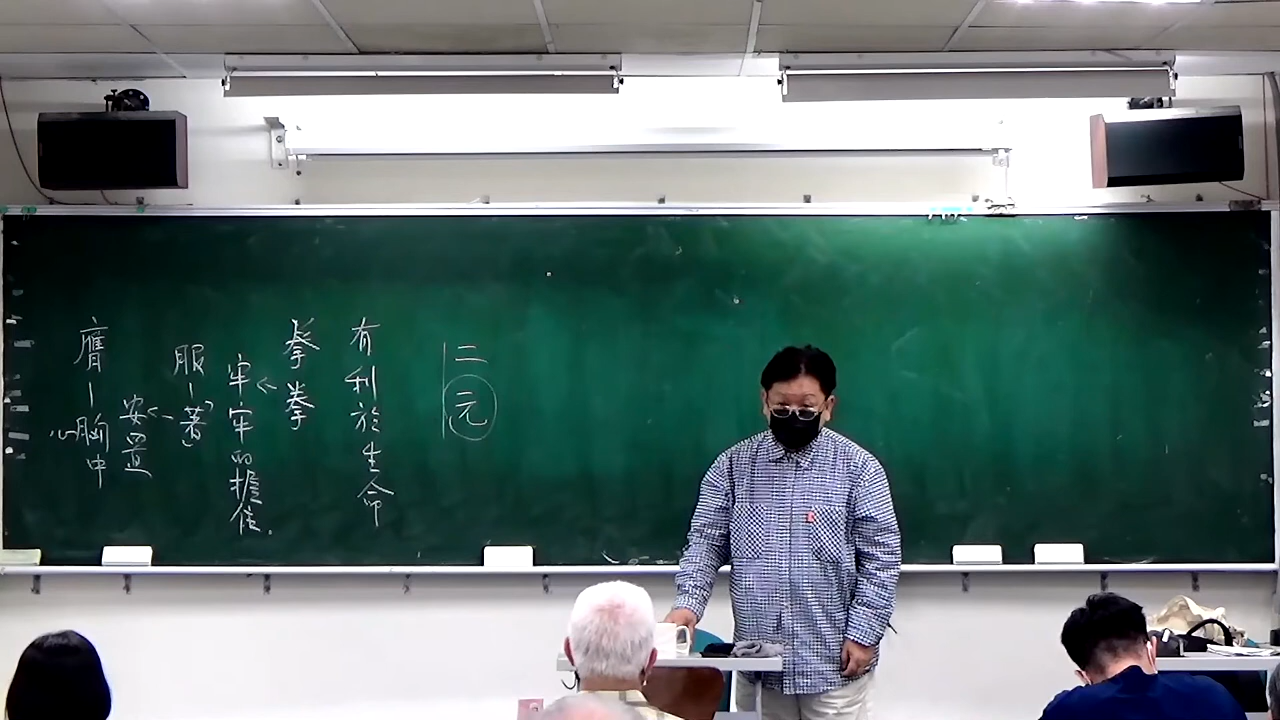 二元
有利於生命
拳拳
←牢牢的住.
服－「著」
←－安置
膺－心胸中